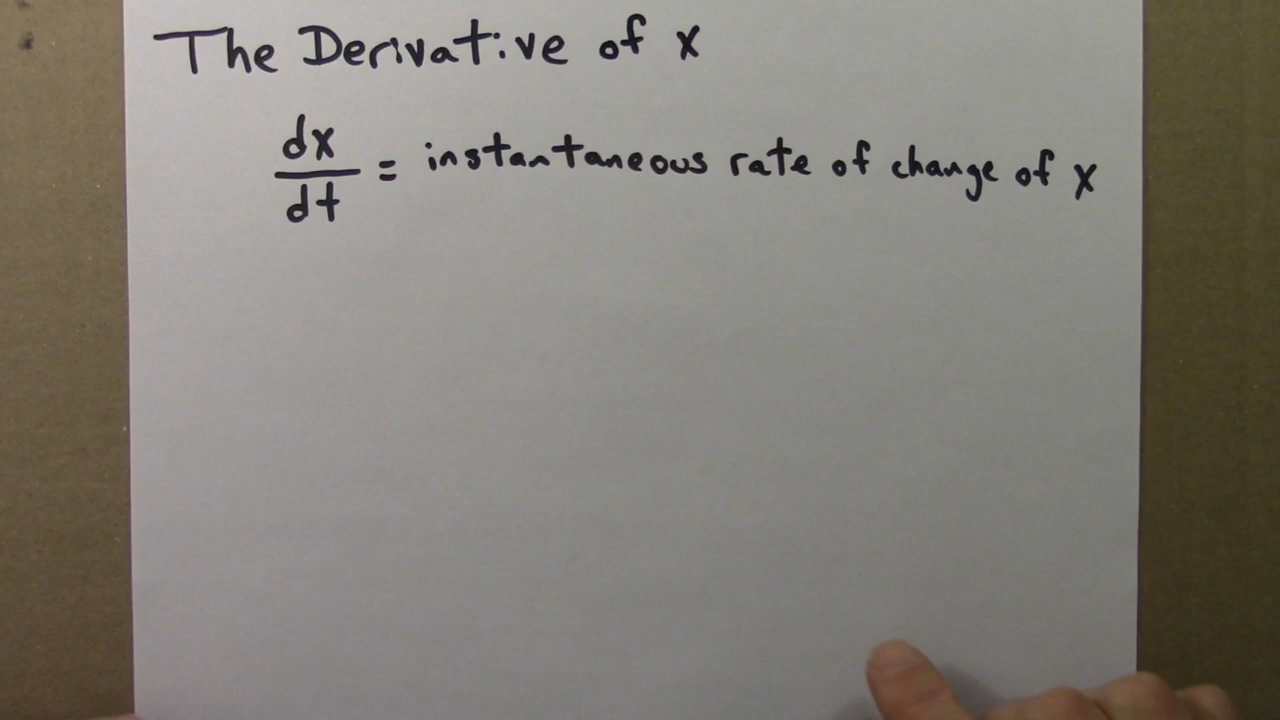 The Derivative of x
dx/dt = instantaneous rate of change of x